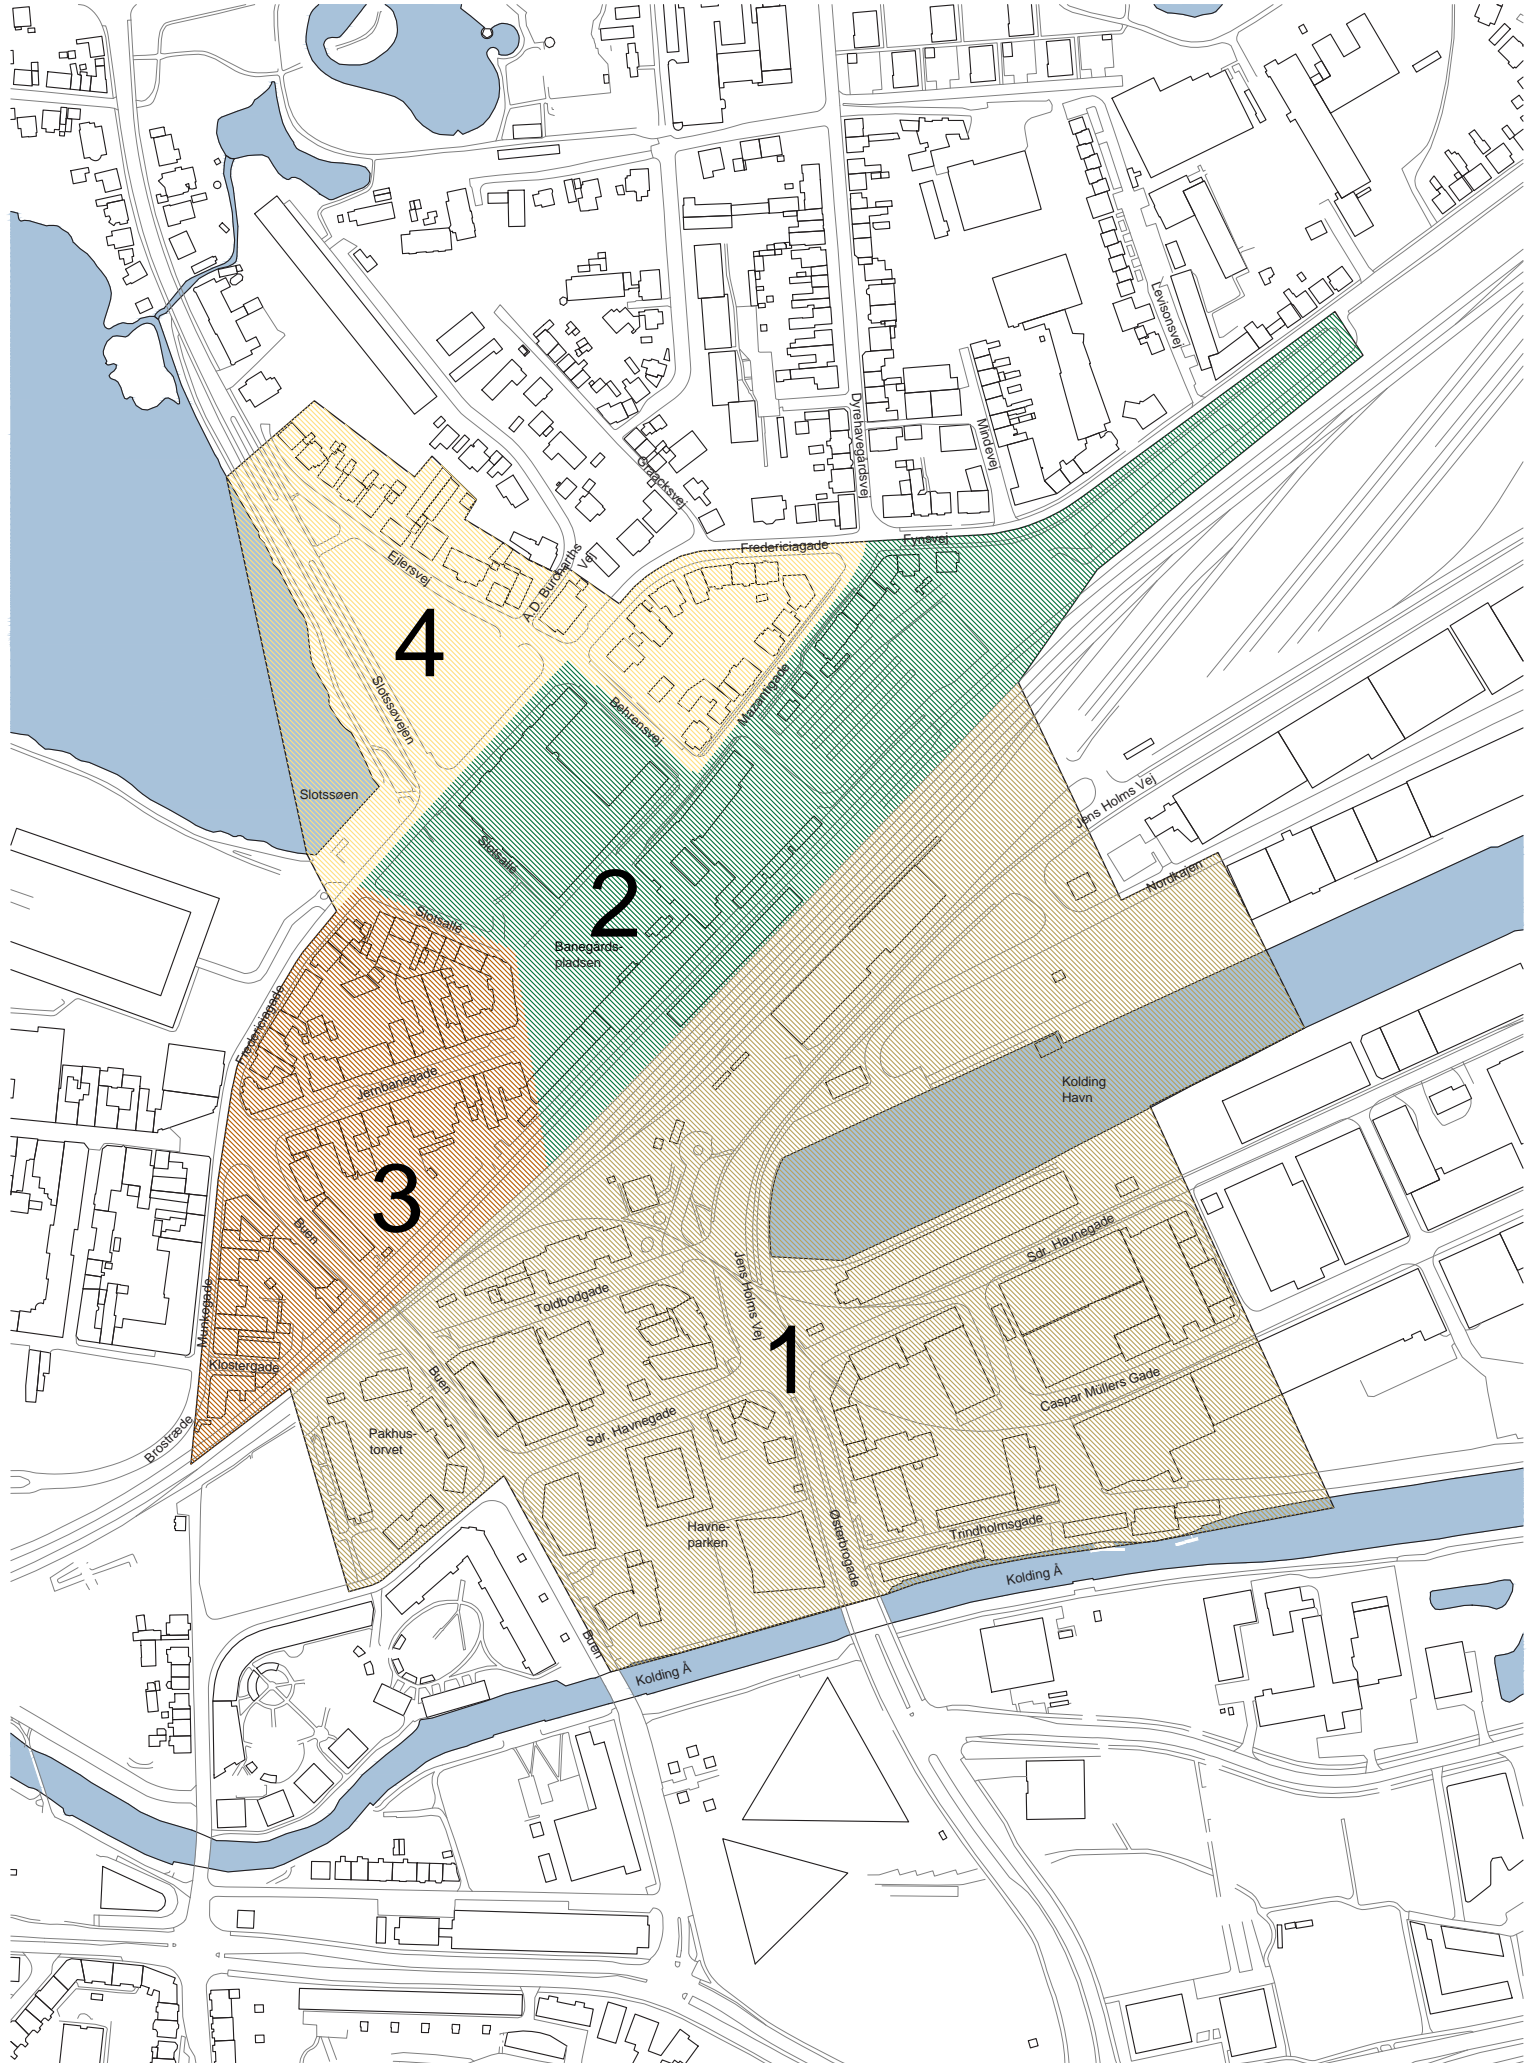 Levisonsvej
Dyrehavegårdsvej
Mindevej
Graacksvej
Fredericiagade
Fynsvej
Ejlersvej
A.D. Burcharths
Vej
4
Slotssøvejen
Behrensvej
Mazantigade
Slotssøen
Jens Holms Vej
Slotsallé
2
Nordkajen
Slotsallé
Banegårds-
pladsen
Fredericiagade
Jernbanegade
Kolding
Havn
3
Buen
Sdr. Havnegade
Jens Holms Vej
Toldbodgade
Munkegade
1
Klostergade
Buen
Caspar Müllers Gade
Brostræde
Pakhus-
torvet
Sdr. Havnegade
Havne-
parken
Østerbrogade
Trindholmsgade
Kolding Å
Buen
Kolding Å